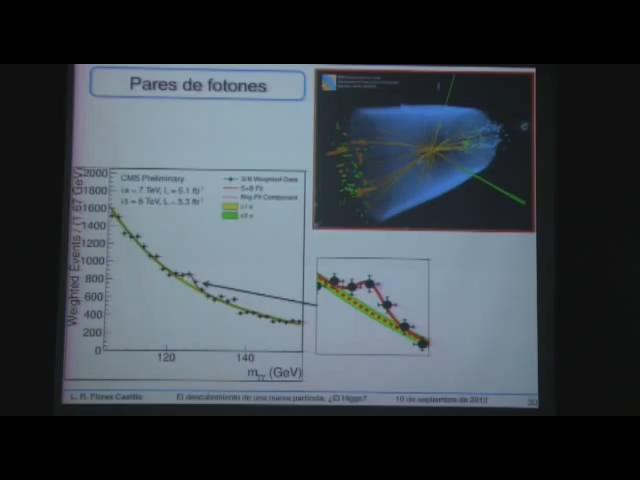 Pares de fotones
CMS Preliminary
√s = 7 TeV, L = 5.1 fb⁻¹
√s = 8 TeV, L = 5.3 fb⁻¹
S/B Weighted Data
S+B Fit
Bkg Fit Component
±1 σ
±2 σ
Weighted Events / (1.67 GeV)
2000
1800
1600
1400
1200
1000
800
600
400
200
0
120
140
mγγ (GeV)
L. R. Flores Castillo
El descubrimiento de una nueva partícula: ¿El Higgs?
10 de septiembre de 2012
20